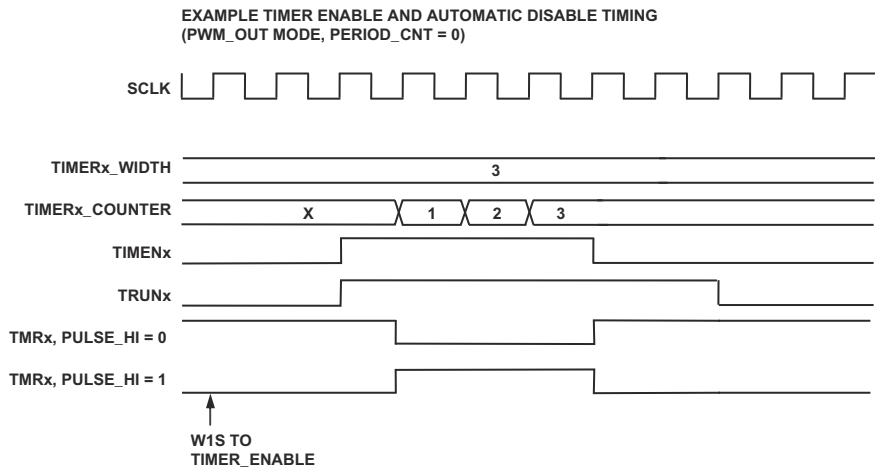 EXAMPLE TIMER ENABLE AND AUTOMATIC DISABLE TIMING
(PWM_OUT MODE, PERIOD_CNT = 0)
SCLK
TIMERx_WIDTH
3
TIMERx_COUNTER
X
1
2
3
TIMENx
TRUNx
TMRx, PULSE_HI = 0
TMRx, PULSE_HI = 1
W1S TO
TIMER_ENABLE